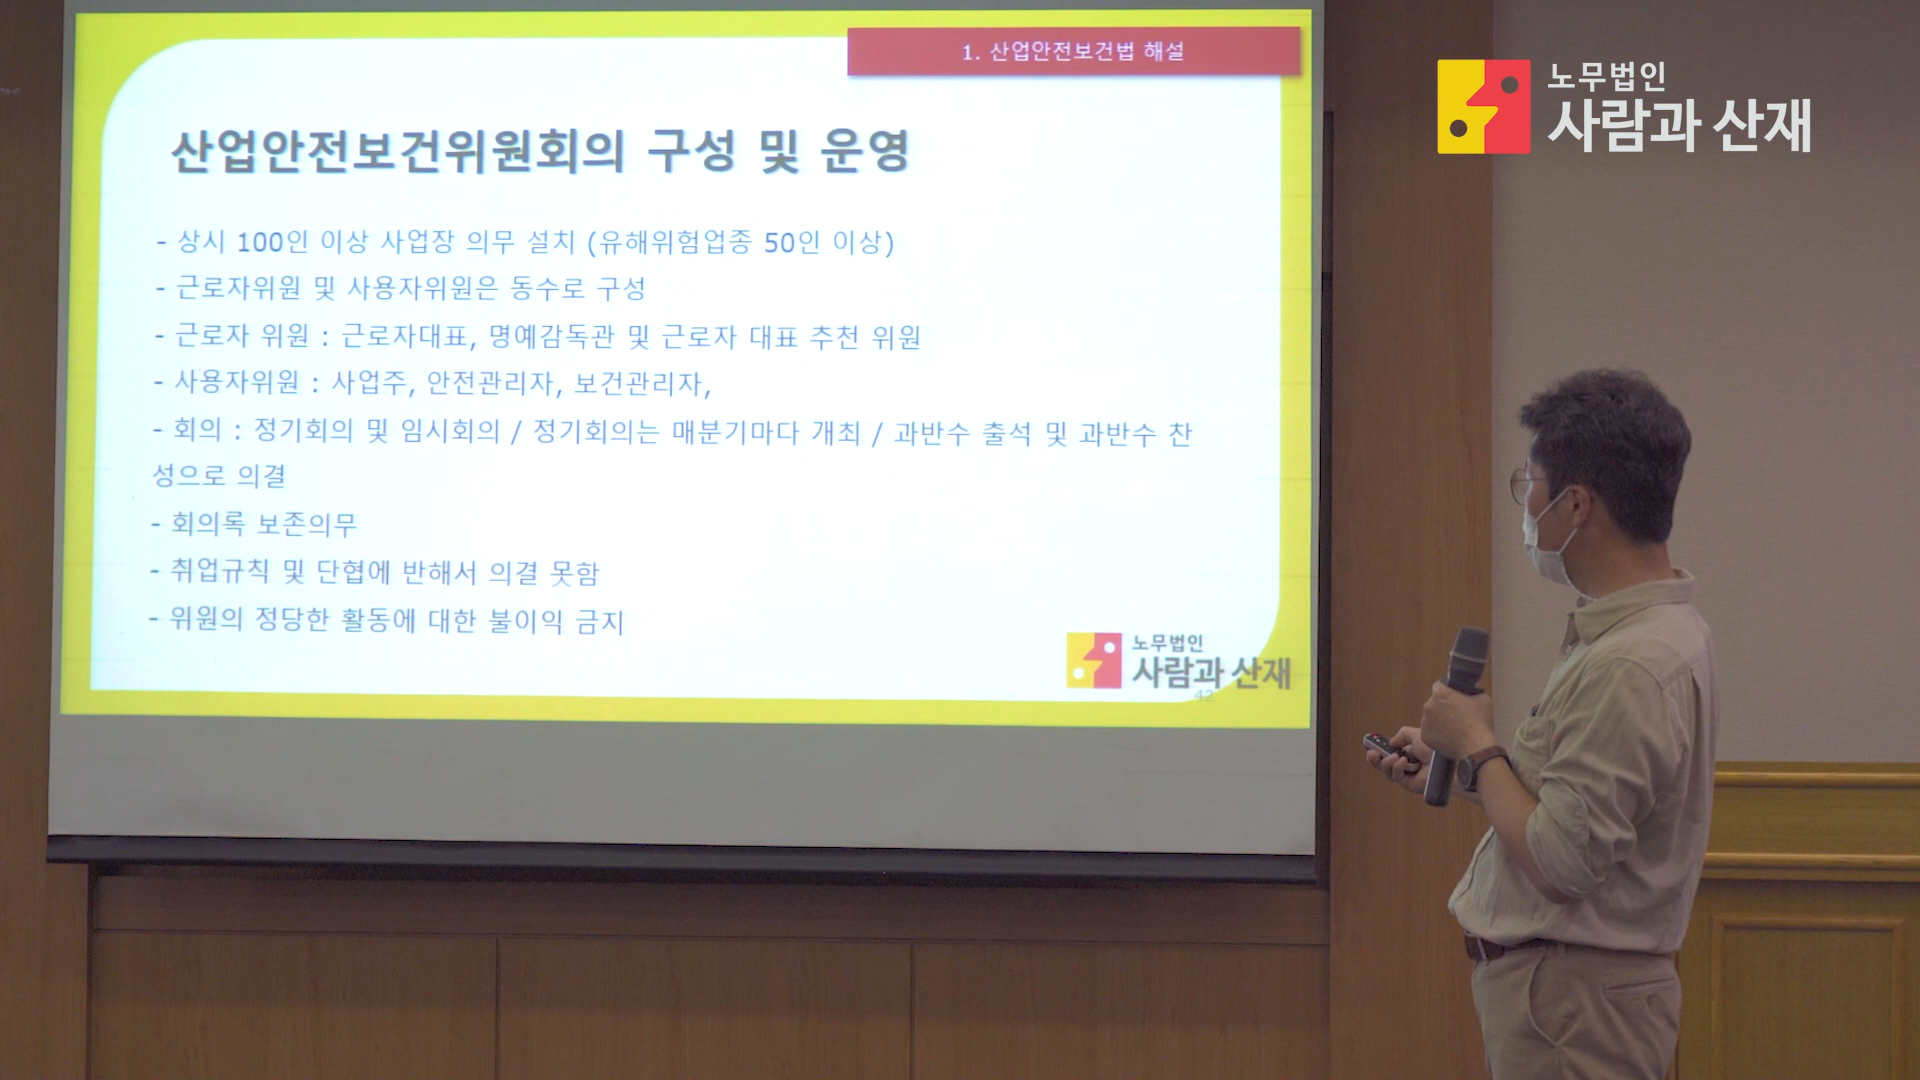 1. 산업안전보건법 해설
노무법인
사람과 산재
산업안전보건위원회의 구성 및 운영
- 상시 100인 이상 사업장 의무 설치 (유해위험업종 50인 이상)
- 근로자위원 및 사용자위원은 동수로 구성
- 근로자 위원 : 근로자대표, 명예감독관 및 근로자 대표 추천 위원
- 사용자위원 : 사업주, 안전관리자, 보건관리자,
- 회의 : 정기회의 및 임시회의 / 정기회의는 매분기마다 개최 / 과반수 출석 및 과반수 찬
성으로 의결
- 회의록 보존의무
- 취업규칙 및 단협에 반해서 의결 못함
- 위원의 정당한 활동에 대한 불이익 금지
노무법인
사람과 산재
42